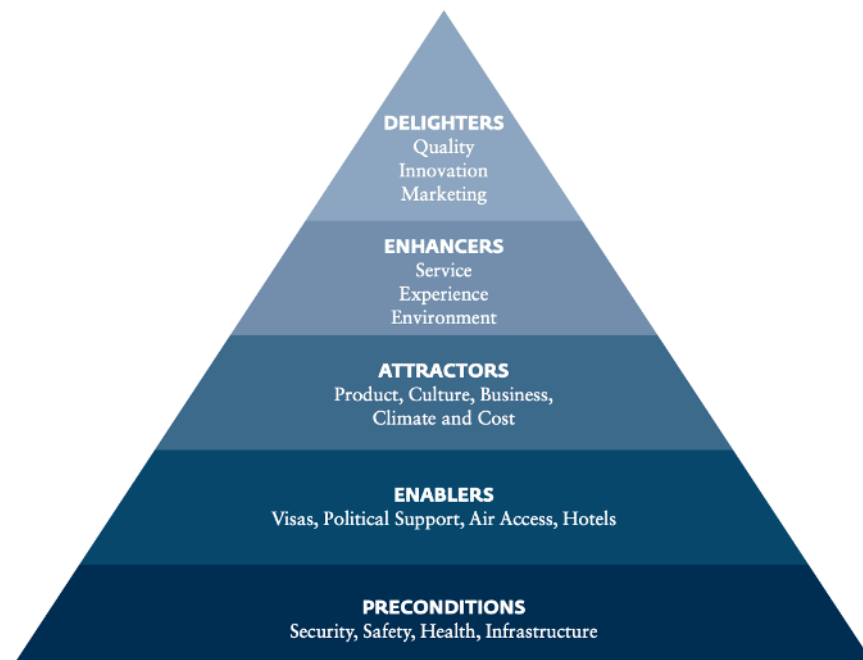 DELIGHTERS
Quality
Innovation
Marketing
ENHANCERS
Service
Experience
Environment
ATTRACTORS
Product, Culture, Business,
Climate and Cost
ENABLERS
Visas, Political Support, Air Access, Hotels
PRECONDITIONS
Security, Safety, Health, Infrastructure